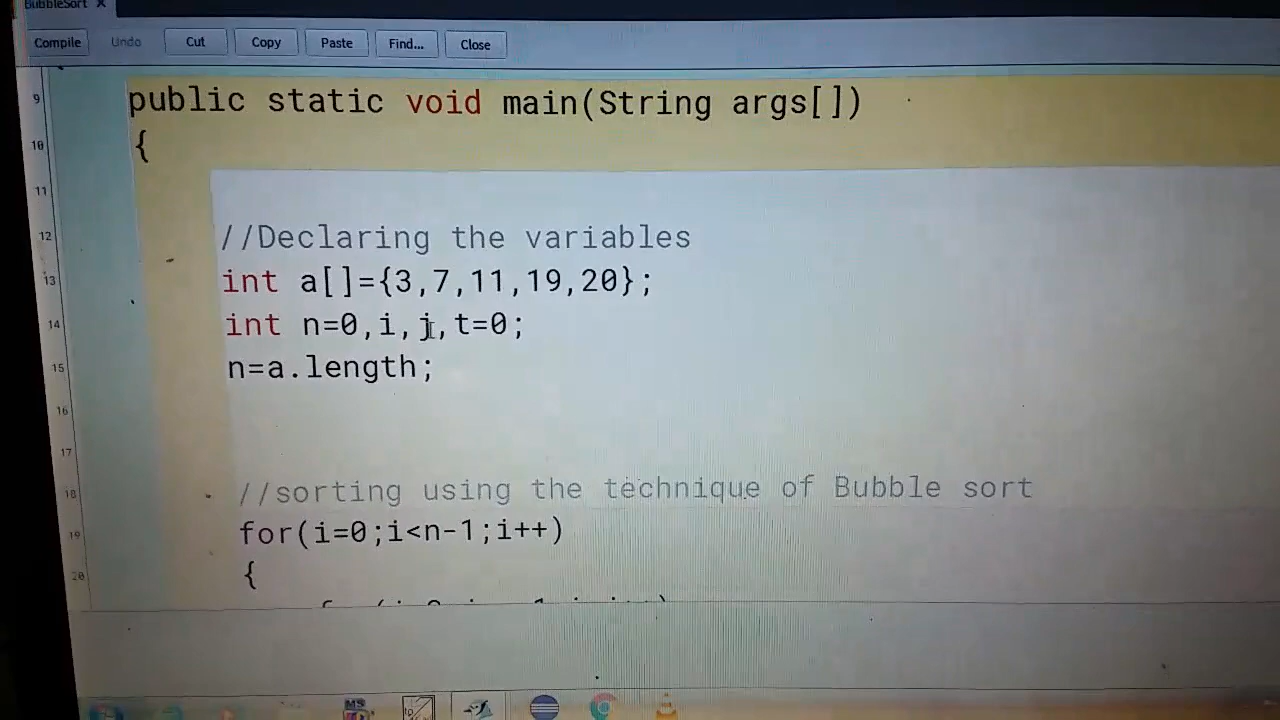 BubbleSort X
Compile Undo Cut Copy Paste Find... Close
9 public static void main(String args[])
10 {
11
12 //Declaring the variables
13 int a[]={3,7,11,19,20};
14 int n=0,i,j,t=0;
15 n=a.length;
16
17
18 //sorting using the technique of Bubble sort
19 for(i=0;i<n-1;i++)
20 {
MS